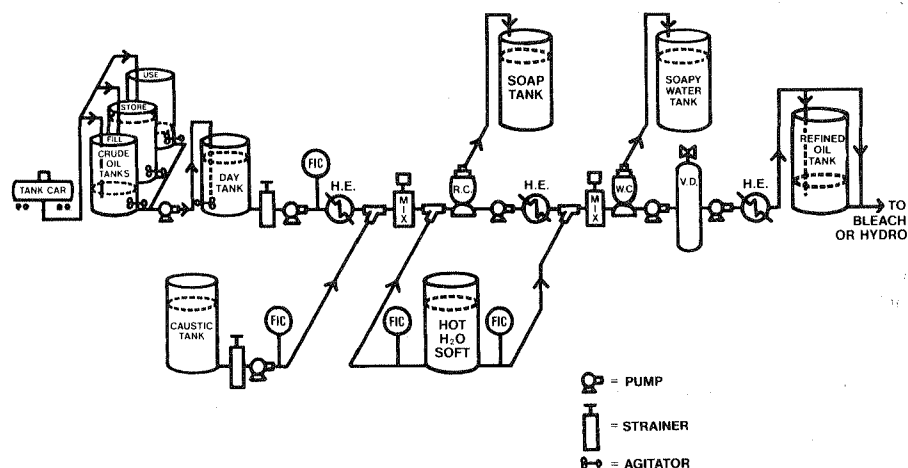 USE
STORE
FILL
CRUDE
OIL
TANKS
TANK CAR
DAY
TANK
FIC
H.E.
MIX
R.C.
SOAP
TANK
H.E.
MIX
W.C.
SOAPY
WATER
TANK
V.D.
H.E.
REFINED
OIL
TANK
TO
BLEACH
OR HYDRO
CAUSTIC
TANK
FIC
FIC
HOT
H₂O
SOFT
FIC
= PUMP
= STRAINER
= AGITATOR